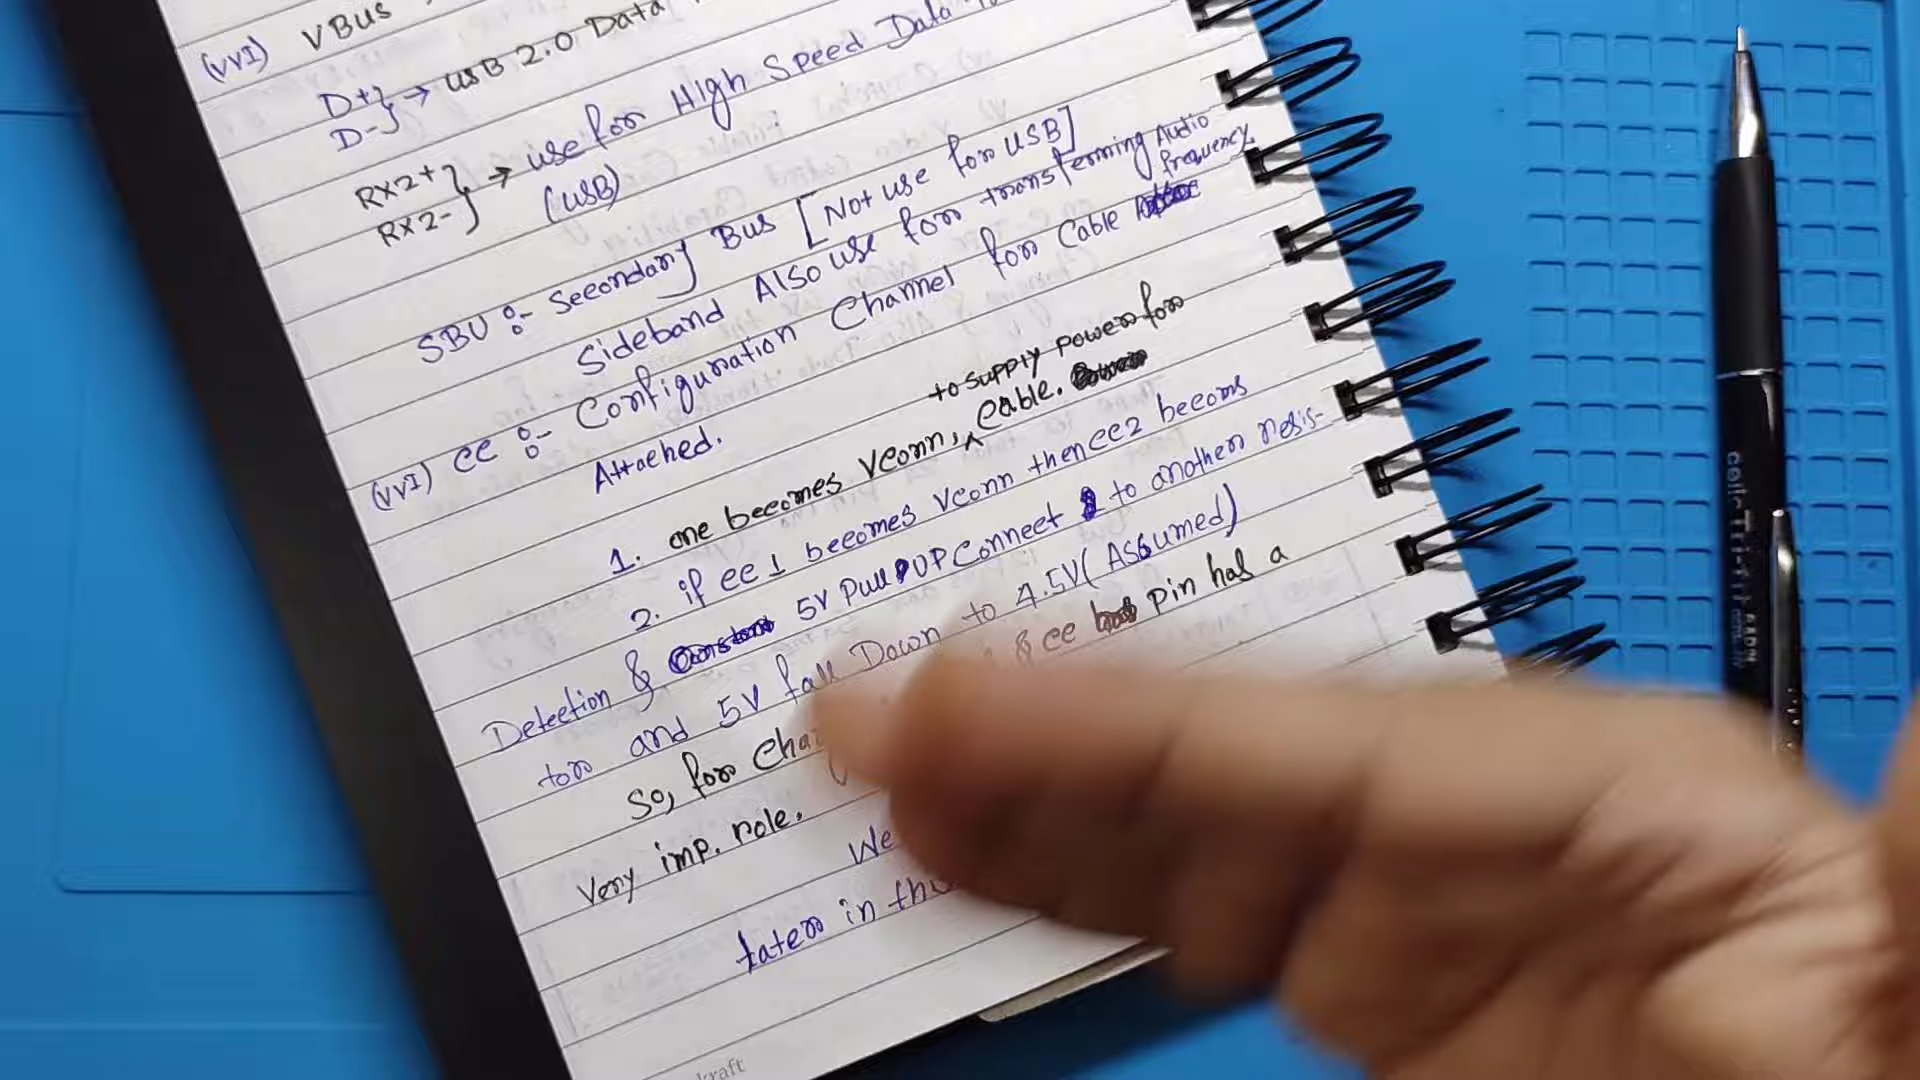 (VVI) VBus
D+ } → USB 2.0 Data
D-
RX2+ } → use for High Speed Data
RX2- (USB)
SBU :- Secondary Bus [Not use for USB]
Sideband Also use for transferring Audio frequency.
(VVI) CC :- Configuration Channel for Cable
Attached.
1. one becomes Vconn, to supply power for cable.
2. if CC1 becomes Vconn then CC2 becoms
Detection & 5V Pull UP Connect to another resis-
tor and 5V fall Down to 4.5V (Assumed)
So, for & CC pin has a
Very imp. role.
We
later in
kraft